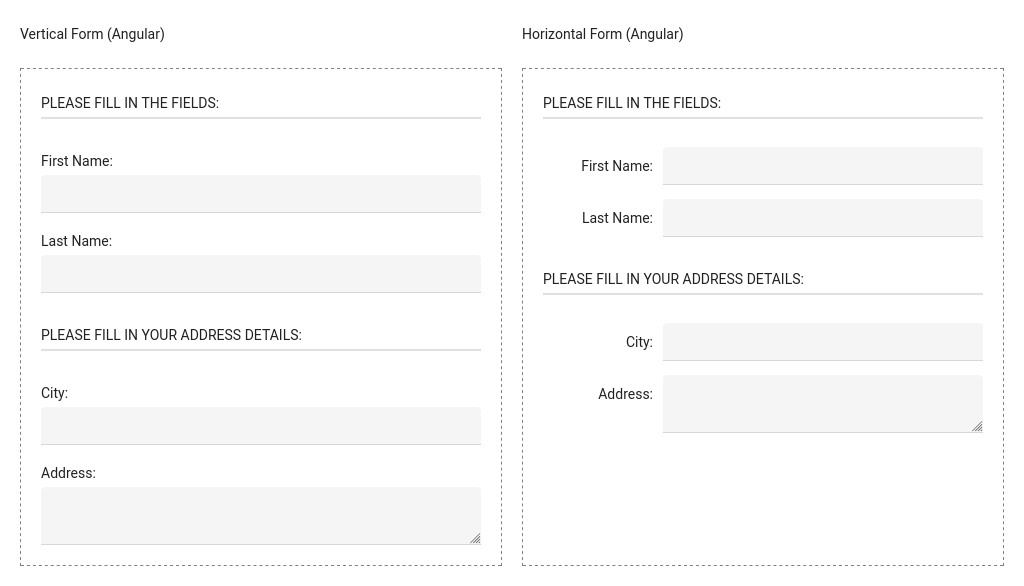 Vertical Form (Angular)
PLEASE FILL IN THE FIELDS:
First Name:
Last Name:
PLEASE FILL IN YOUR ADDRESS DETAILS:
City:
Address:
Horizontal Form (Angular)
PLEASE FILL IN THE FIELDS:
First Name:
Last Name:
PLEASE FILL IN YOUR ADDRESS DETAILS:
City:
Address: